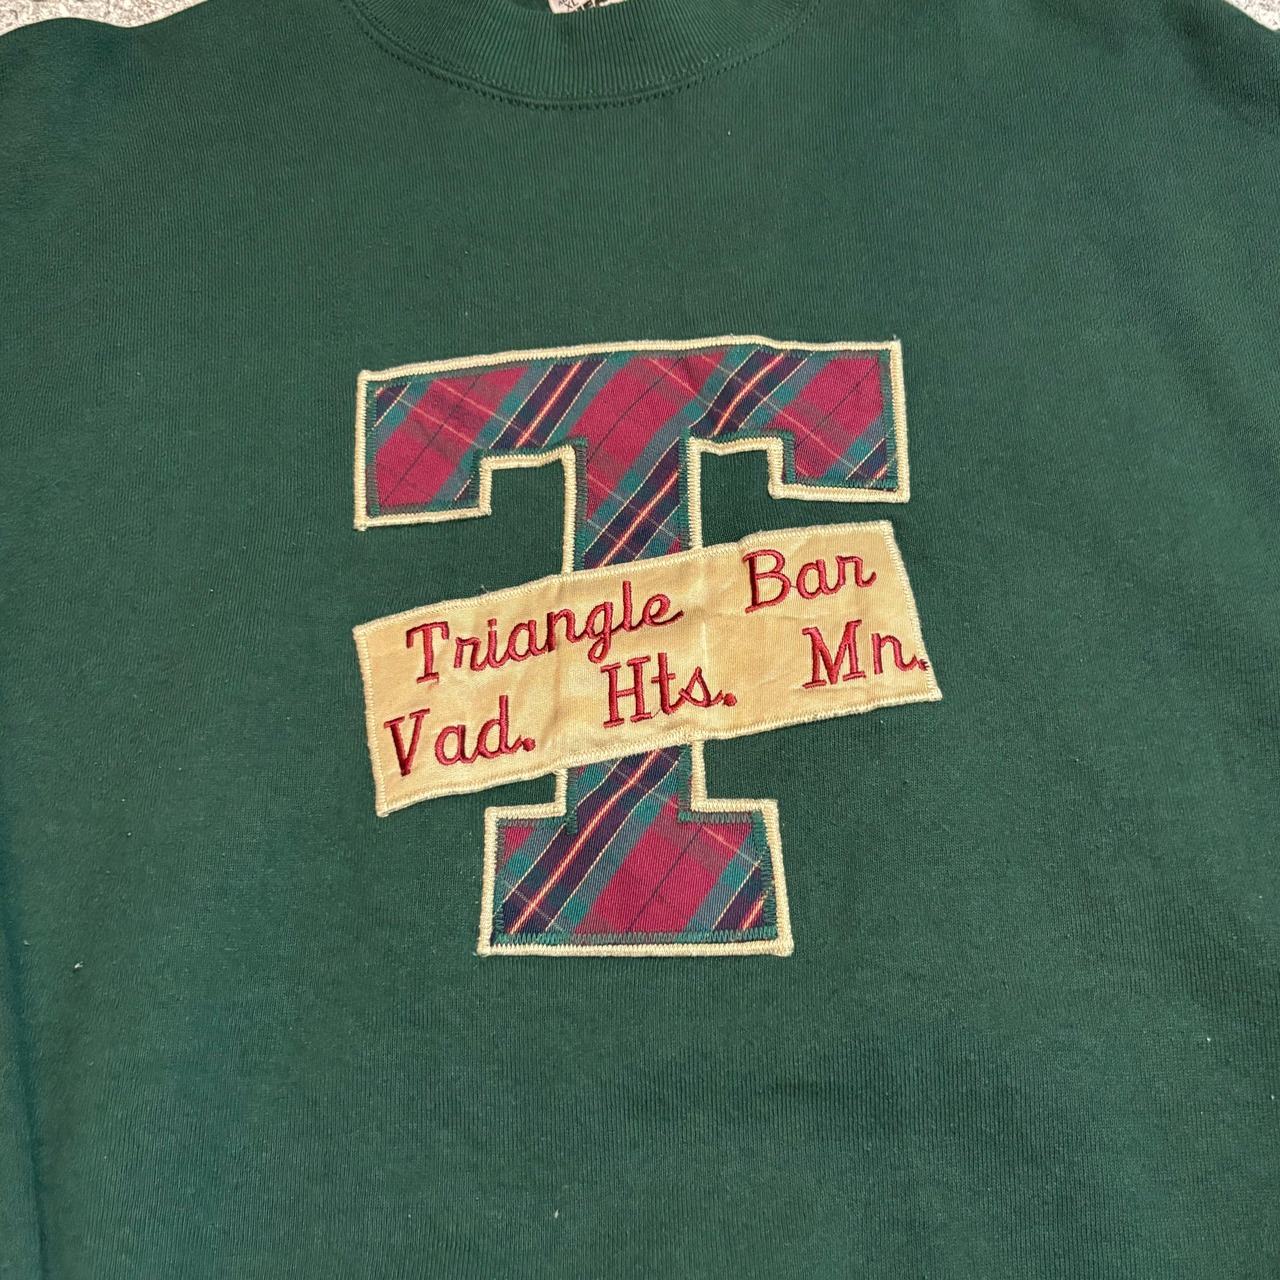 T
Triangle Bar
Vad. Hts. Mn.